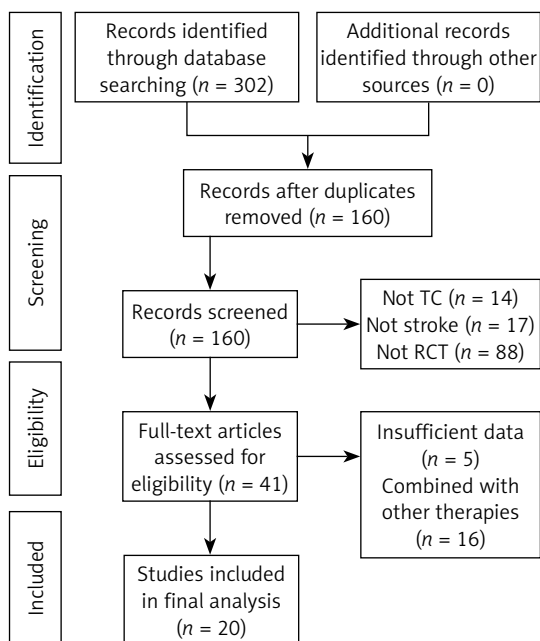 Identification
Records identified
through database
searching (n = 302)
Additional records
identified through other
sources (n = 0)
Records after duplicates
removed (n = 160)
Screening
Records screened
(n = 160)
Not TC (n = 14)
Not stroke (n = 17)
Not RCT (n = 88)
Eligibility
Full-text articles
assessed for
eligibility (n = 41)
Insufficient data
(n = 5)
Combined with
other therapies
(n = 16)
Included
Studies included
in final analysis
(n = 20)